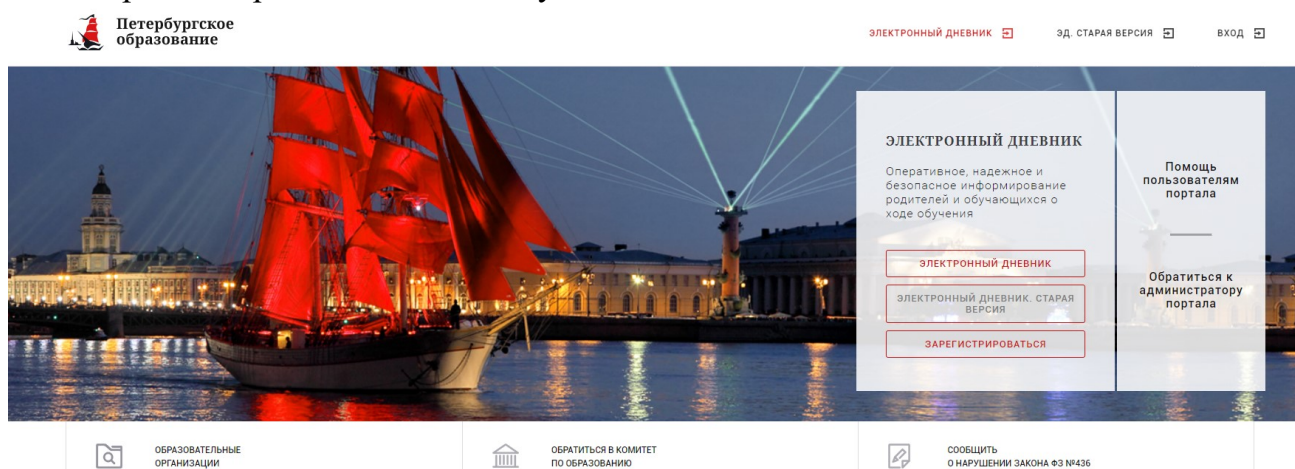 Петербургское
образование
ЭЛЕКТРОННЫЙ ДНЕВНИК
ЭД. СТАРАЯ ВЕРСИЯ
ВХОД
ЭЛЕКТРОННЫЙ ДНЕВНИК
Оперативное, надежное и
безопасное информирование
родителей и обучающихся о
ходе обучения
ЭЛЕКТРОННЫЙ ДНЕВНИК
ЭЛЕКТРОННЫЙ ДНЕВНИК. СТАРАЯ
ВЕРСИЯ
ЗАРЕГИСТРИРОВАТЬСЯ
Помощь
пользователям
портала
Обратиться к
администратору
портала
ОБРАЗОВАТЕЛЬНЫЕ
ОРГАНИЗАЦИИ
ОБРАТИТЬСЯ В КОМИТЕТ
ПО ОБРАЗОВАНИЮ
СООБЩИТЬ
О НАРУШЕНИИ ЗАКОНА ФЗ №436